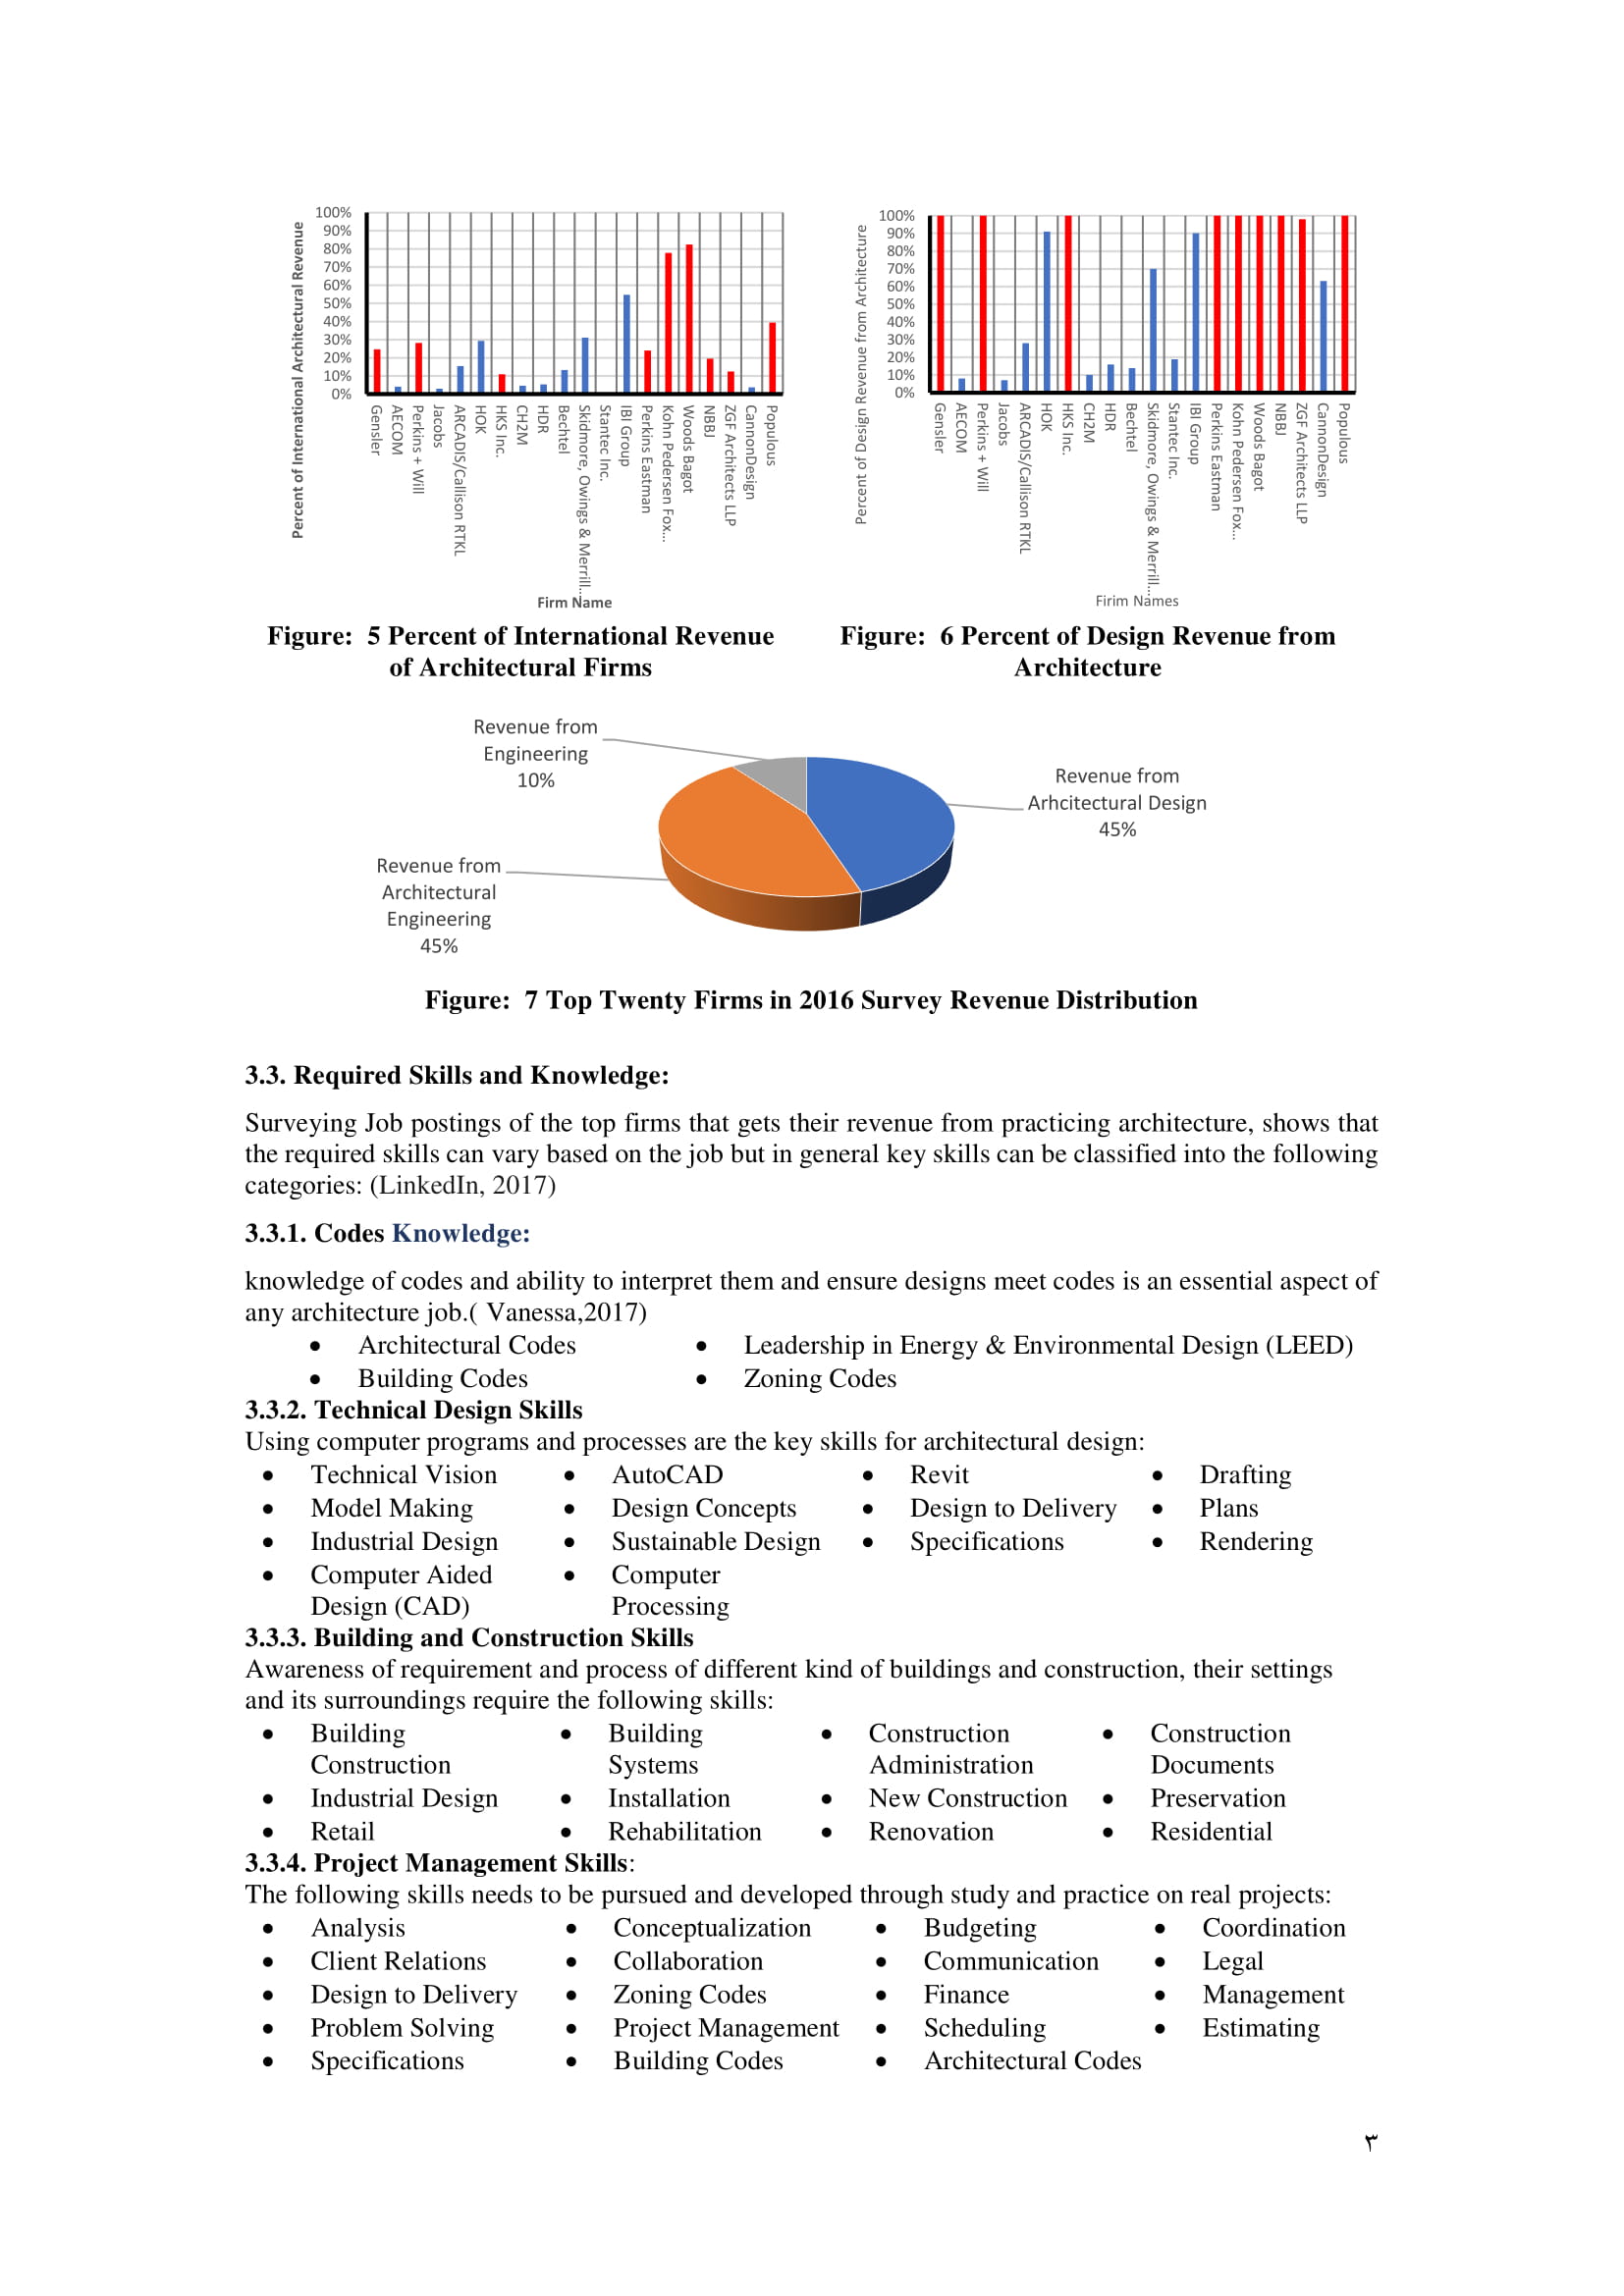 Percent of International Architectural Revenue
100%
90%
80%
70%
60%
50%
40%
30%
20%
10%
0%
Gensler
AECOM
Perkins + Will
Jacobs
ARCADIS/Callison RTKL
HOK
HKS Inc.
CH2M
HDR
Bechtel
Skidmore, Owings & Merrill…
Stantec Inc.
IBI Group
Perkins Eastman
Kohn Pedersen Fox…
Woods Bagot
NBBJ
ZGF Architects LLP
CannonDesign
Populous
Firm Name
Figure: 5 Percent of International Revenue
of Architectural Firms
Percent of Design Revenue from Architecture
100%
90%
80%
70%
60%
50%
40%
30%
20%
10%
0%
Gensler
AECOM
Perkins + Will
Jacobs
ARCADIS/Callison RTKL
HOK
HKS Inc.
CH2M
HDR
Bechtel
Skidmore, Owings & Merrill…
Stantec Inc.
IBI Group
Perkins Eastman
Kohn Pedersen Fox…
Woods Bagot
NBBJ
ZGF Architects LLP
CannonDesign
Populous
Firim Names
Figure: 6 Percent of Design Revenue from
Architecture
Revenue from
Engineering
10%
Revenue from
Arhcitectural Design
45%
Revenue from
Architectural
Engineering
45%
Figure: 7 Top Twenty Firms in 2016 Survey Revenue Distribution
3.3. Required Skills and Knowledge:
Surveying Job postings of the top firms that gets their revenue from practicing architecture, shows that
the required skills can vary based on the job but in general key skills can be classified into the following
categories: (LinkedIn, 2017)
3.3.1. Codes Knowledge:
knowledge of codes and ability to interpret them and ensure designs meet codes is an essential aspect of
any architecture job.( Vanessa,2017)
• Architectural Codes • Leadership in Energy & Environmental Design (LEED)
• Building Codes • Zoning Codes
3.3.2. Technical Design Skills
Using computer programs and processes are the key skills for architectural design:
• Technical Vision • AutoCAD • Revit • Drafting
• Model Making • Design Concepts • Design to Delivery • Plans
• Industrial Design • Sustainable Design • Specifications • Rendering
• Computer Aided • Computer
Design (CAD) Processing
3.3.3. Building and Construction Skills
Awareness of requirement and process of different kind of buildings and construction, their settings
and its surroundings require the following skills:
• Building • Building • Construction • Construction
Construction Systems Administration Documents
• Industrial Design • Installation • New Construction • Preservation
• Retail • Rehabilitation • Renovation • Residential
3.3.4. Project Management Skills:
The following skills needs to be pursued and developed through study and practice on real projects:
• Analysis • Conceptualization • Budgeting • Coordination
• Client Relations • Collaboration • Communication • Legal
• Design to Delivery • Zoning Codes • Finance • Management
• Problem Solving • Project Management • Scheduling • Estimating
• Specifications • Building Codes • Architectural Codes
٣